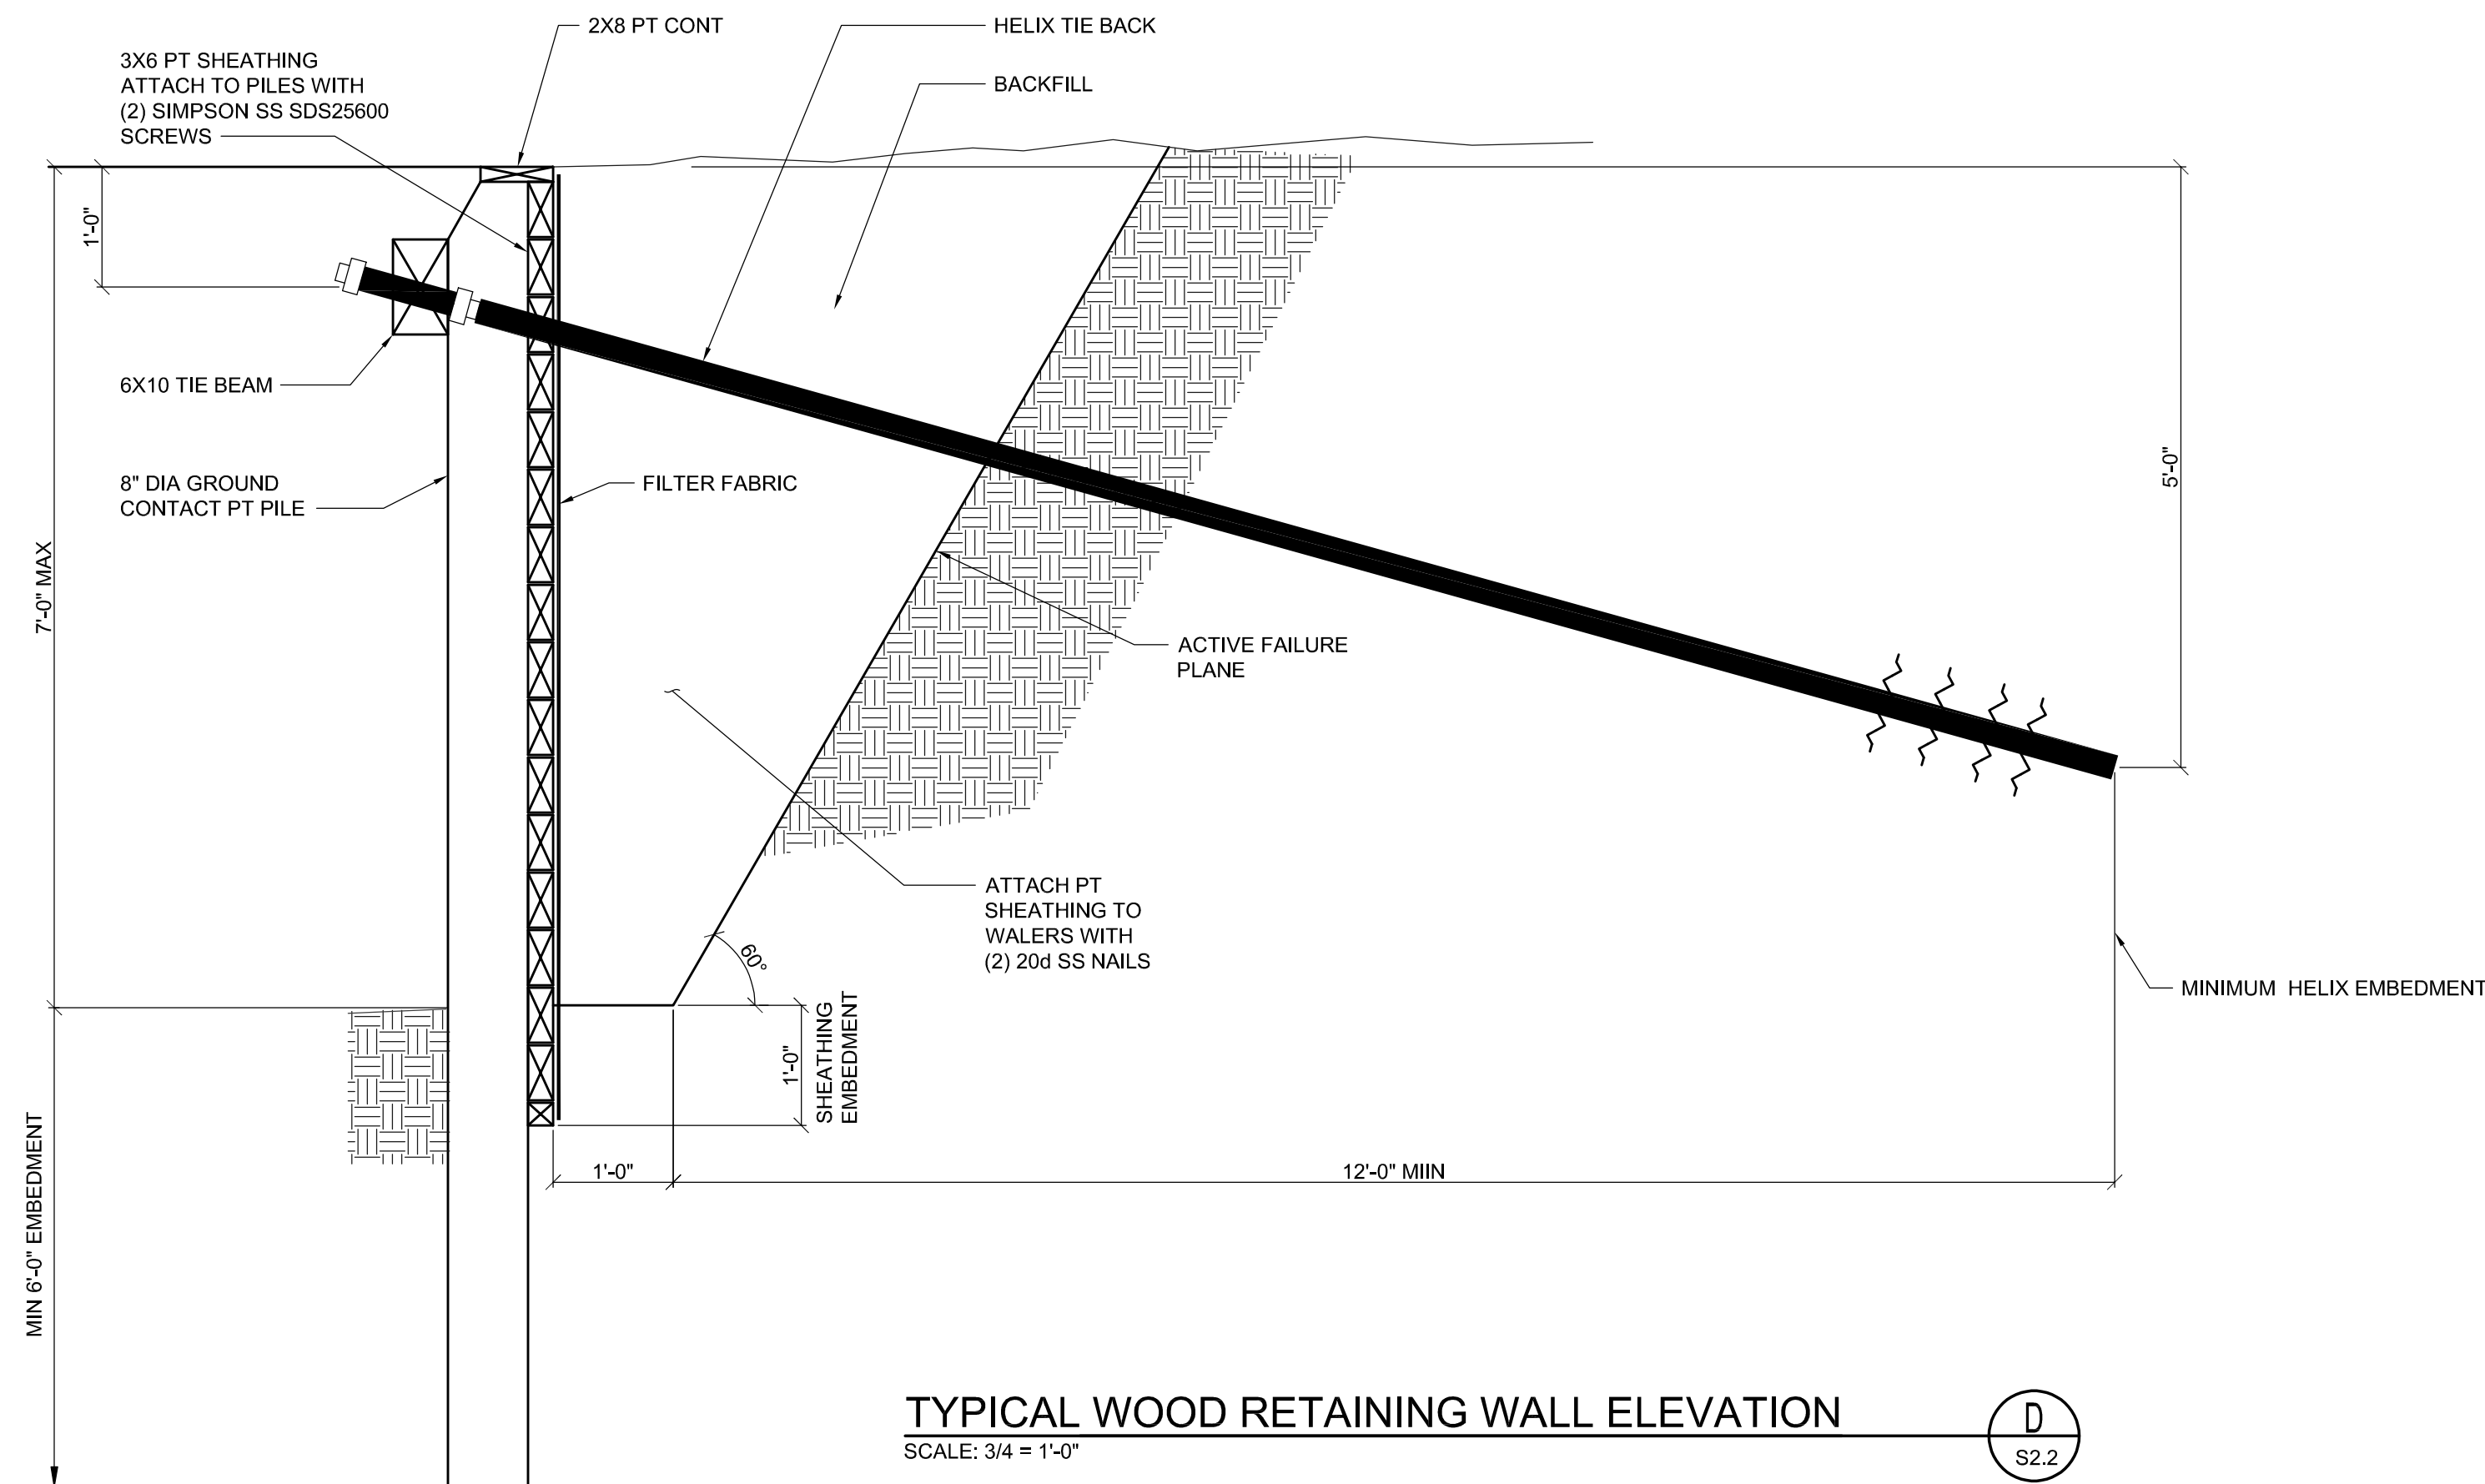 2X8 PT CONT
HELIX TIE BACK
3X6 PT SHEATHING
ATTACH TO PILES WITH
(2) SIMPSON SS SDS25600
SCREWS
BACKFILL
1'-0"
6X10 TIE BEAM
8" DIA GROUND
CONTACT PT PILE
FILTER FABRIC
5'-0"
7'-0" MAX
ACTIVE FAILURE
PLANE
ATTACH PT
SHEATHING TO
WALERS WITH
(2) 20d SS NAILS
60°
MINIMUM HELIX EMBEDMENT
1'-0"
SHEATHING
EMBEDMENT
MIN 6'-0" EMBEDMENT
1'-0"
12'-0" MIIN
TYPICAL WOOD RETAINING WALL ELEVATION
SCALE: 3/4 = 1'-0"
D
S2.2